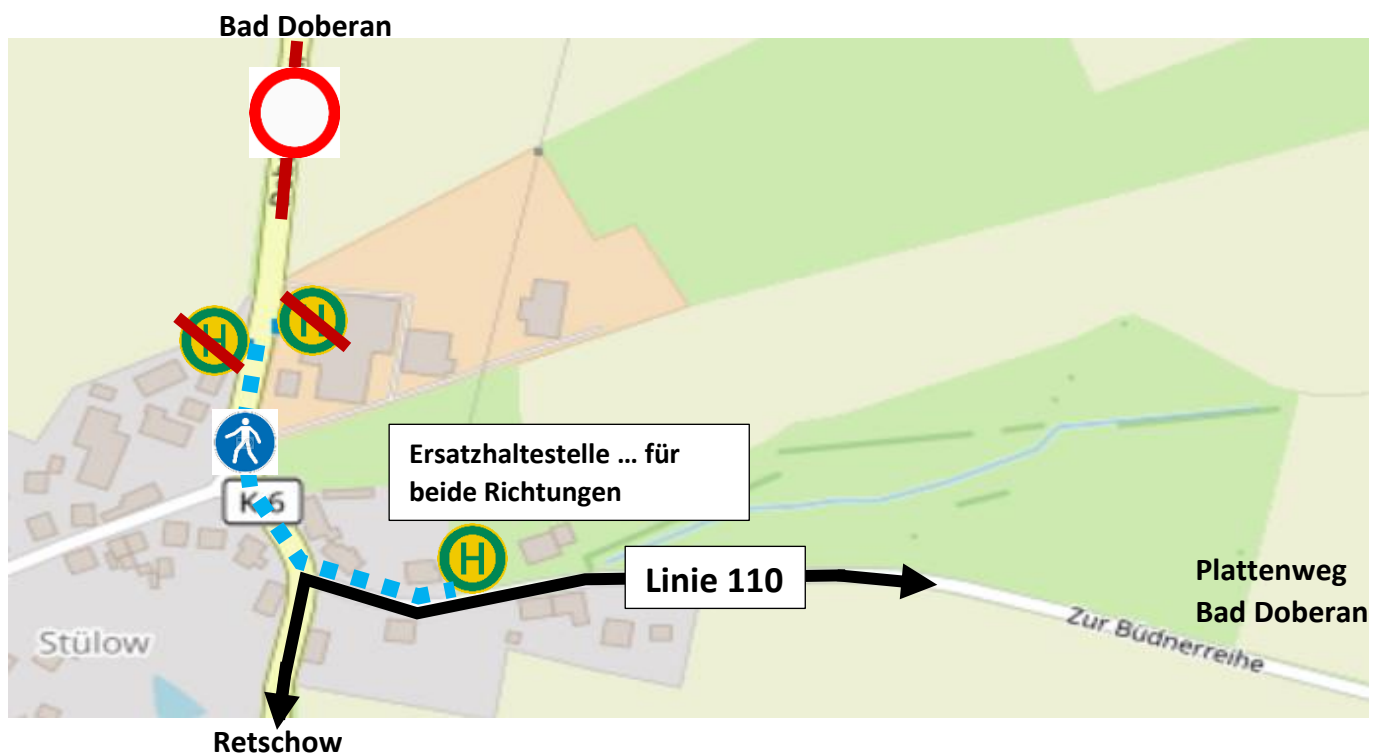 Bad Doberan
H
H
K 6
Ersatzhaltestelle … für
beide Richtungen
H
Linie 110
Plattenweg
Bad Doberan
Zur Büdnerreihe
Stülow
Retschow